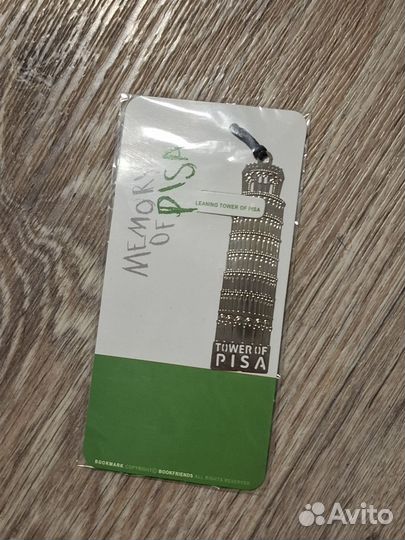 MEMORY
OF PISA
LEANING TOWER OF PISA
TOWER OF
PISA
BOOKMARK COPYRIGHT© BOOKFRIENDS ALL RIGHTS RESERVED
Avito